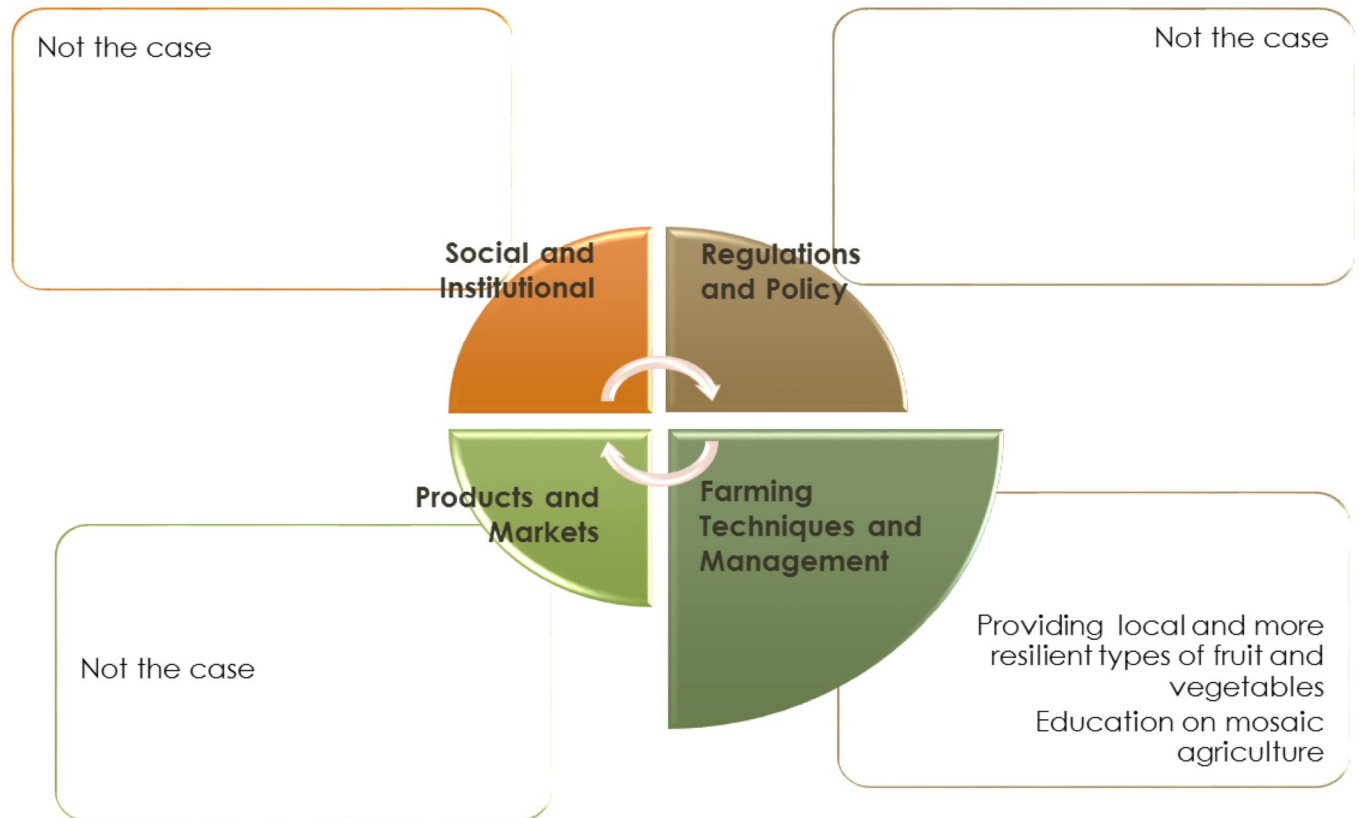 Not the case
Not the case
Social and
Institutional
Regulations
and Policy
Products and
Markets
Farming
Techniques and
Management
Not the case
Providing local and more
resilient types of fruit and
vegetables
Education on mosaic
agriculture